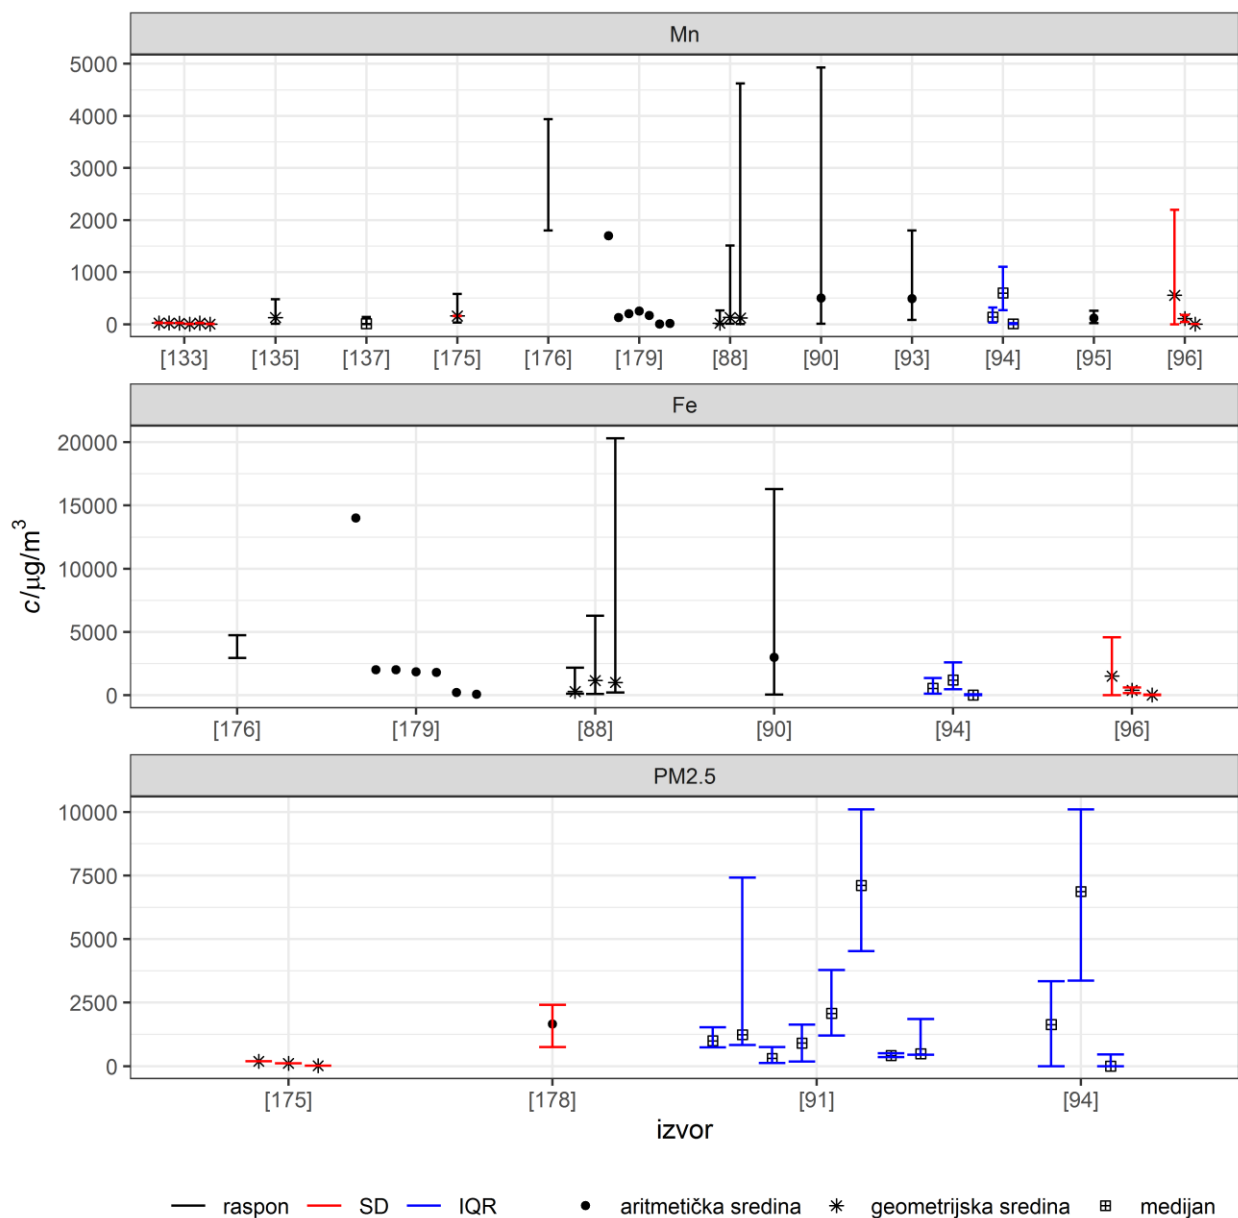 Mn
5000
4000
3000
2000
1000
0
[133] [135] [137] [175] [176] [179] [88] [90] [93] [94] [95] [96]
Fe
20000
15000
10000
5000
0
[176] [179] [88] [90] [94] [96]
c/μg/m³
PM2.5
10000
7500
5000
2500
0
[175] [178] [91] [94]
izvor
raspon SD IQR aritmetička sredina geometrijska sredina medijan